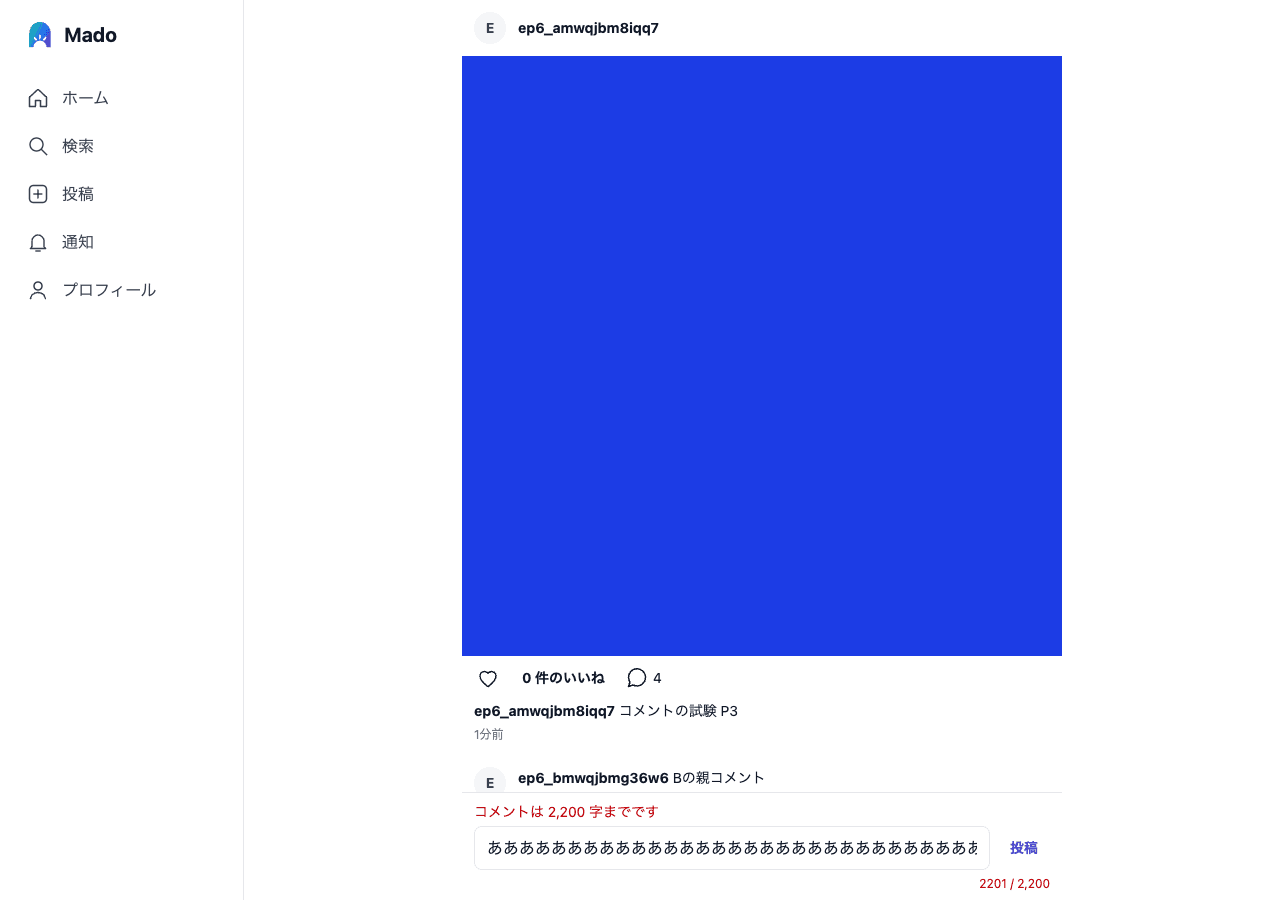 Mado
ホーム
検索
投稿
通知
プロフィール
E ep6_amwqjbm8iqq7
0 件のいいね 4
ep6_amwqjbm8iqq7 コメントの試験 P3
1分前
E ep6_bmwqjbmg36w6 Bの親コメント
コメントは 2,200 字までです
あああああああああああああああああああああああああああああああ 投稿
2201 / 2,200